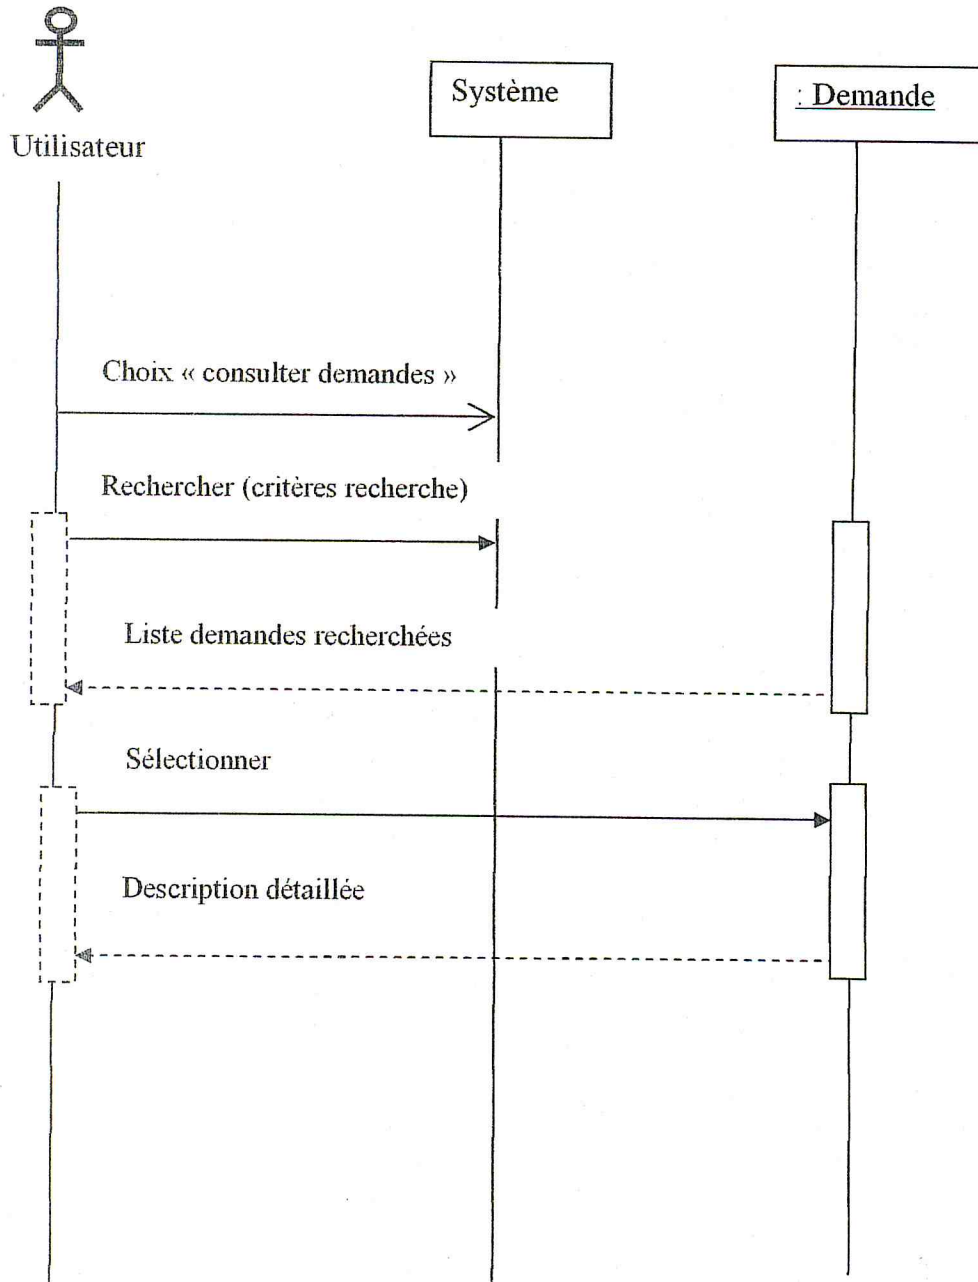 Utilisateur
Système
: Demande
Choix « consulter demandes »
Rechercher (critères recherche)
Liste demandes recherchées
Sélectionner
Description détaillée